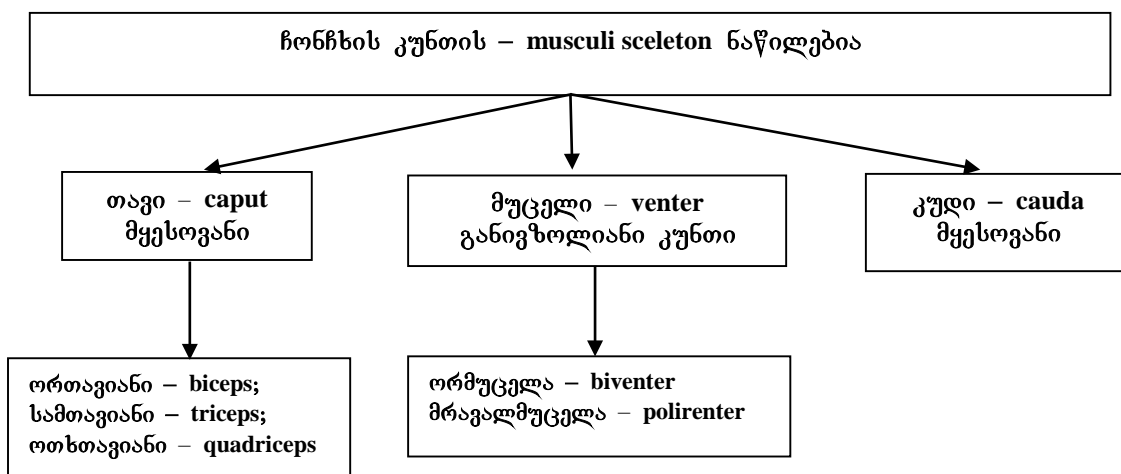 ჩონჩხის კუნთის – musculi sceleton ნაწილებია
თავი – caput
მყესოვანი
მუცელი – venter
განივზოლიანი კუნთი
კუდი – cauda
მყესოვანი
ორთავიანი – biceps;
სამთავიანი – triceps;
ოთხთავიანი – quadriceps
ორმუცელა – biventer
მრავალმუცელა – polirenter